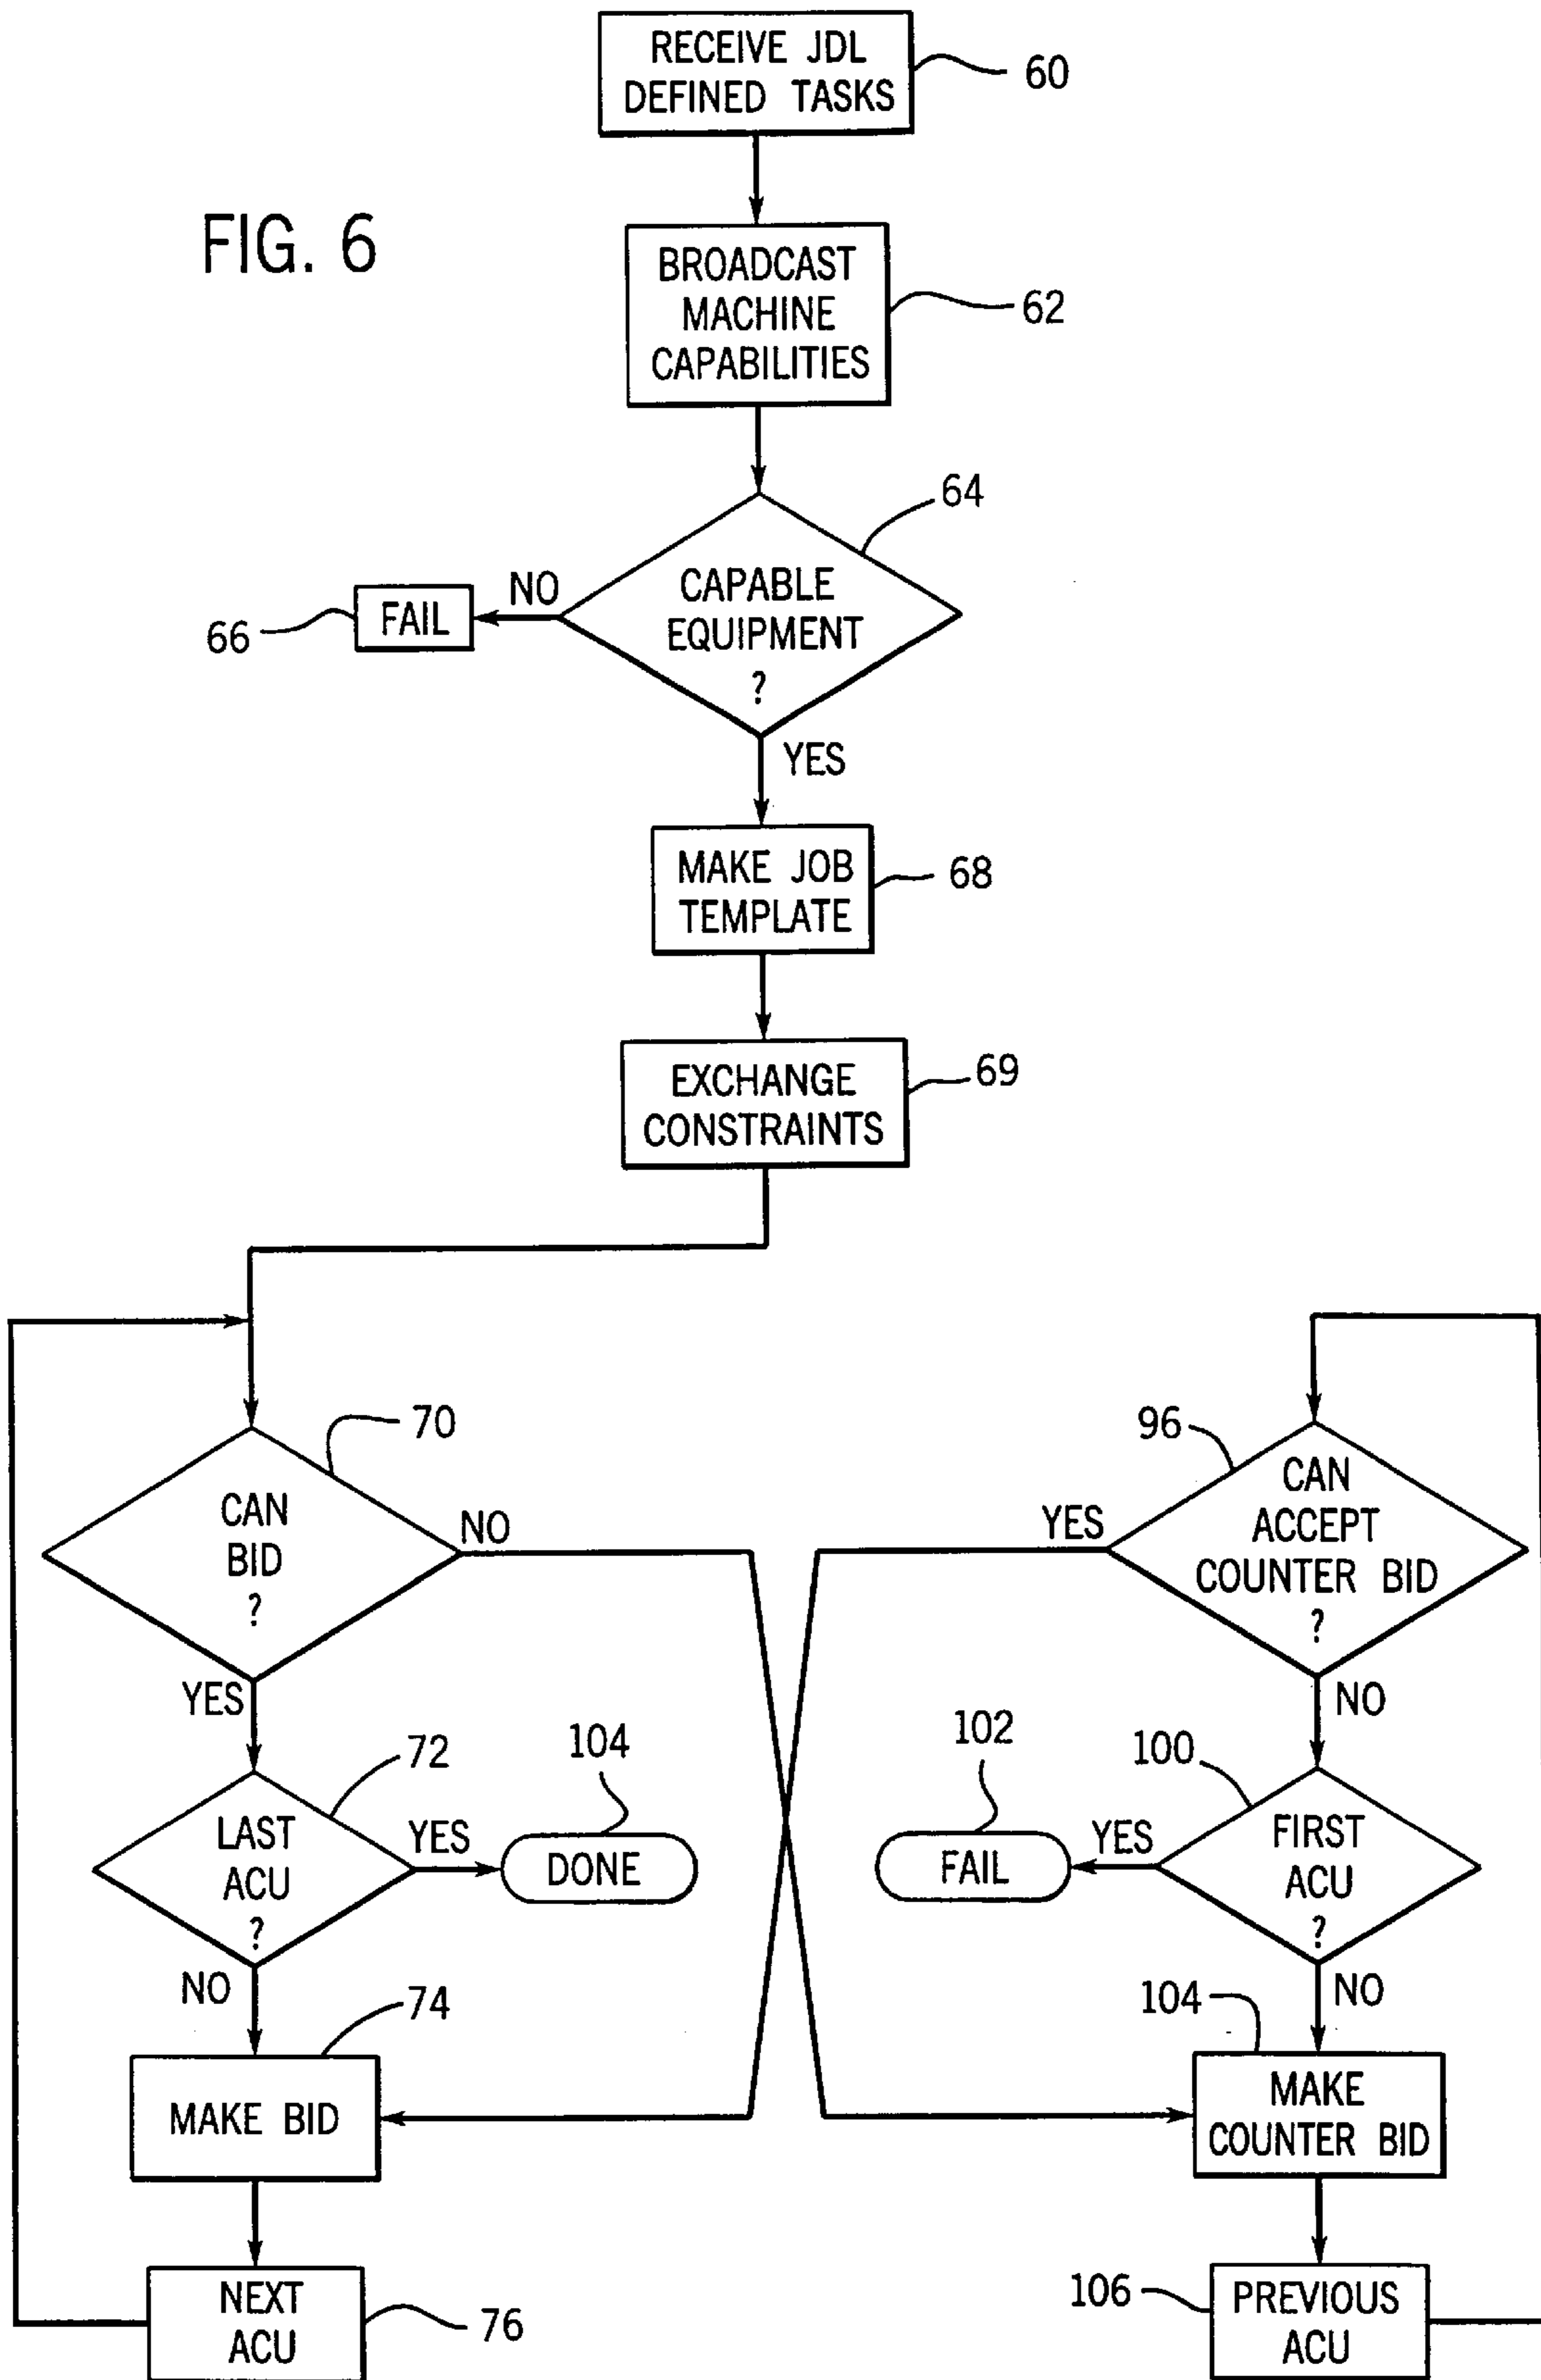 RECEIVE JDL
DEFINED TASKS
60
FIG. 6
BROADCAST
MACHINE
CAPABILITIES
62
64
CAPABLE
EQUIPMENT
?
NO
FAIL
66
YES
MAKE JOB
TEMPLATE
68
EXCHANGE
CONSTRAINTS
69
70
CAN
BID
?
NO
YES
72
LAST
ACU
?
YES
104
DONE
NO
74
MAKE BID
NEXT
ACU
76
96
CAN
ACCEPT
COUNTER BID
?
YES
NO
100
FIRST
ACU
?
YES
102
FAIL
NO
104
MAKE
COUNTER BID
106
PREVIOUS
ACU